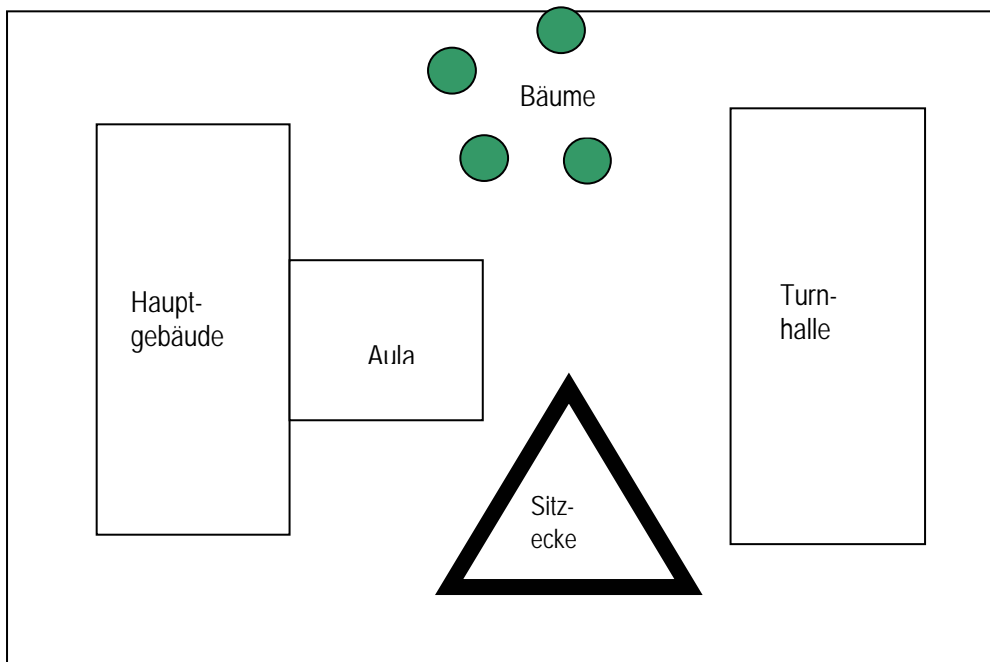 Bäume
Haupt-
gebäude
Aula
Turn-
halle
Sitz-
ecke